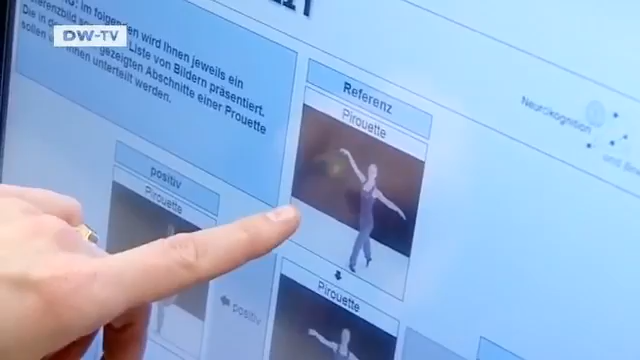 DW-TV
Im folgenden wird Ihnen jeweils ein
Liste von Bildern präsentiert.
gezeigten Abschnitte einer Prouette
unterteilt werden.
Referenz
Pirouette
Neurokognition
positiv
Pirouette
Pirouette
positiv